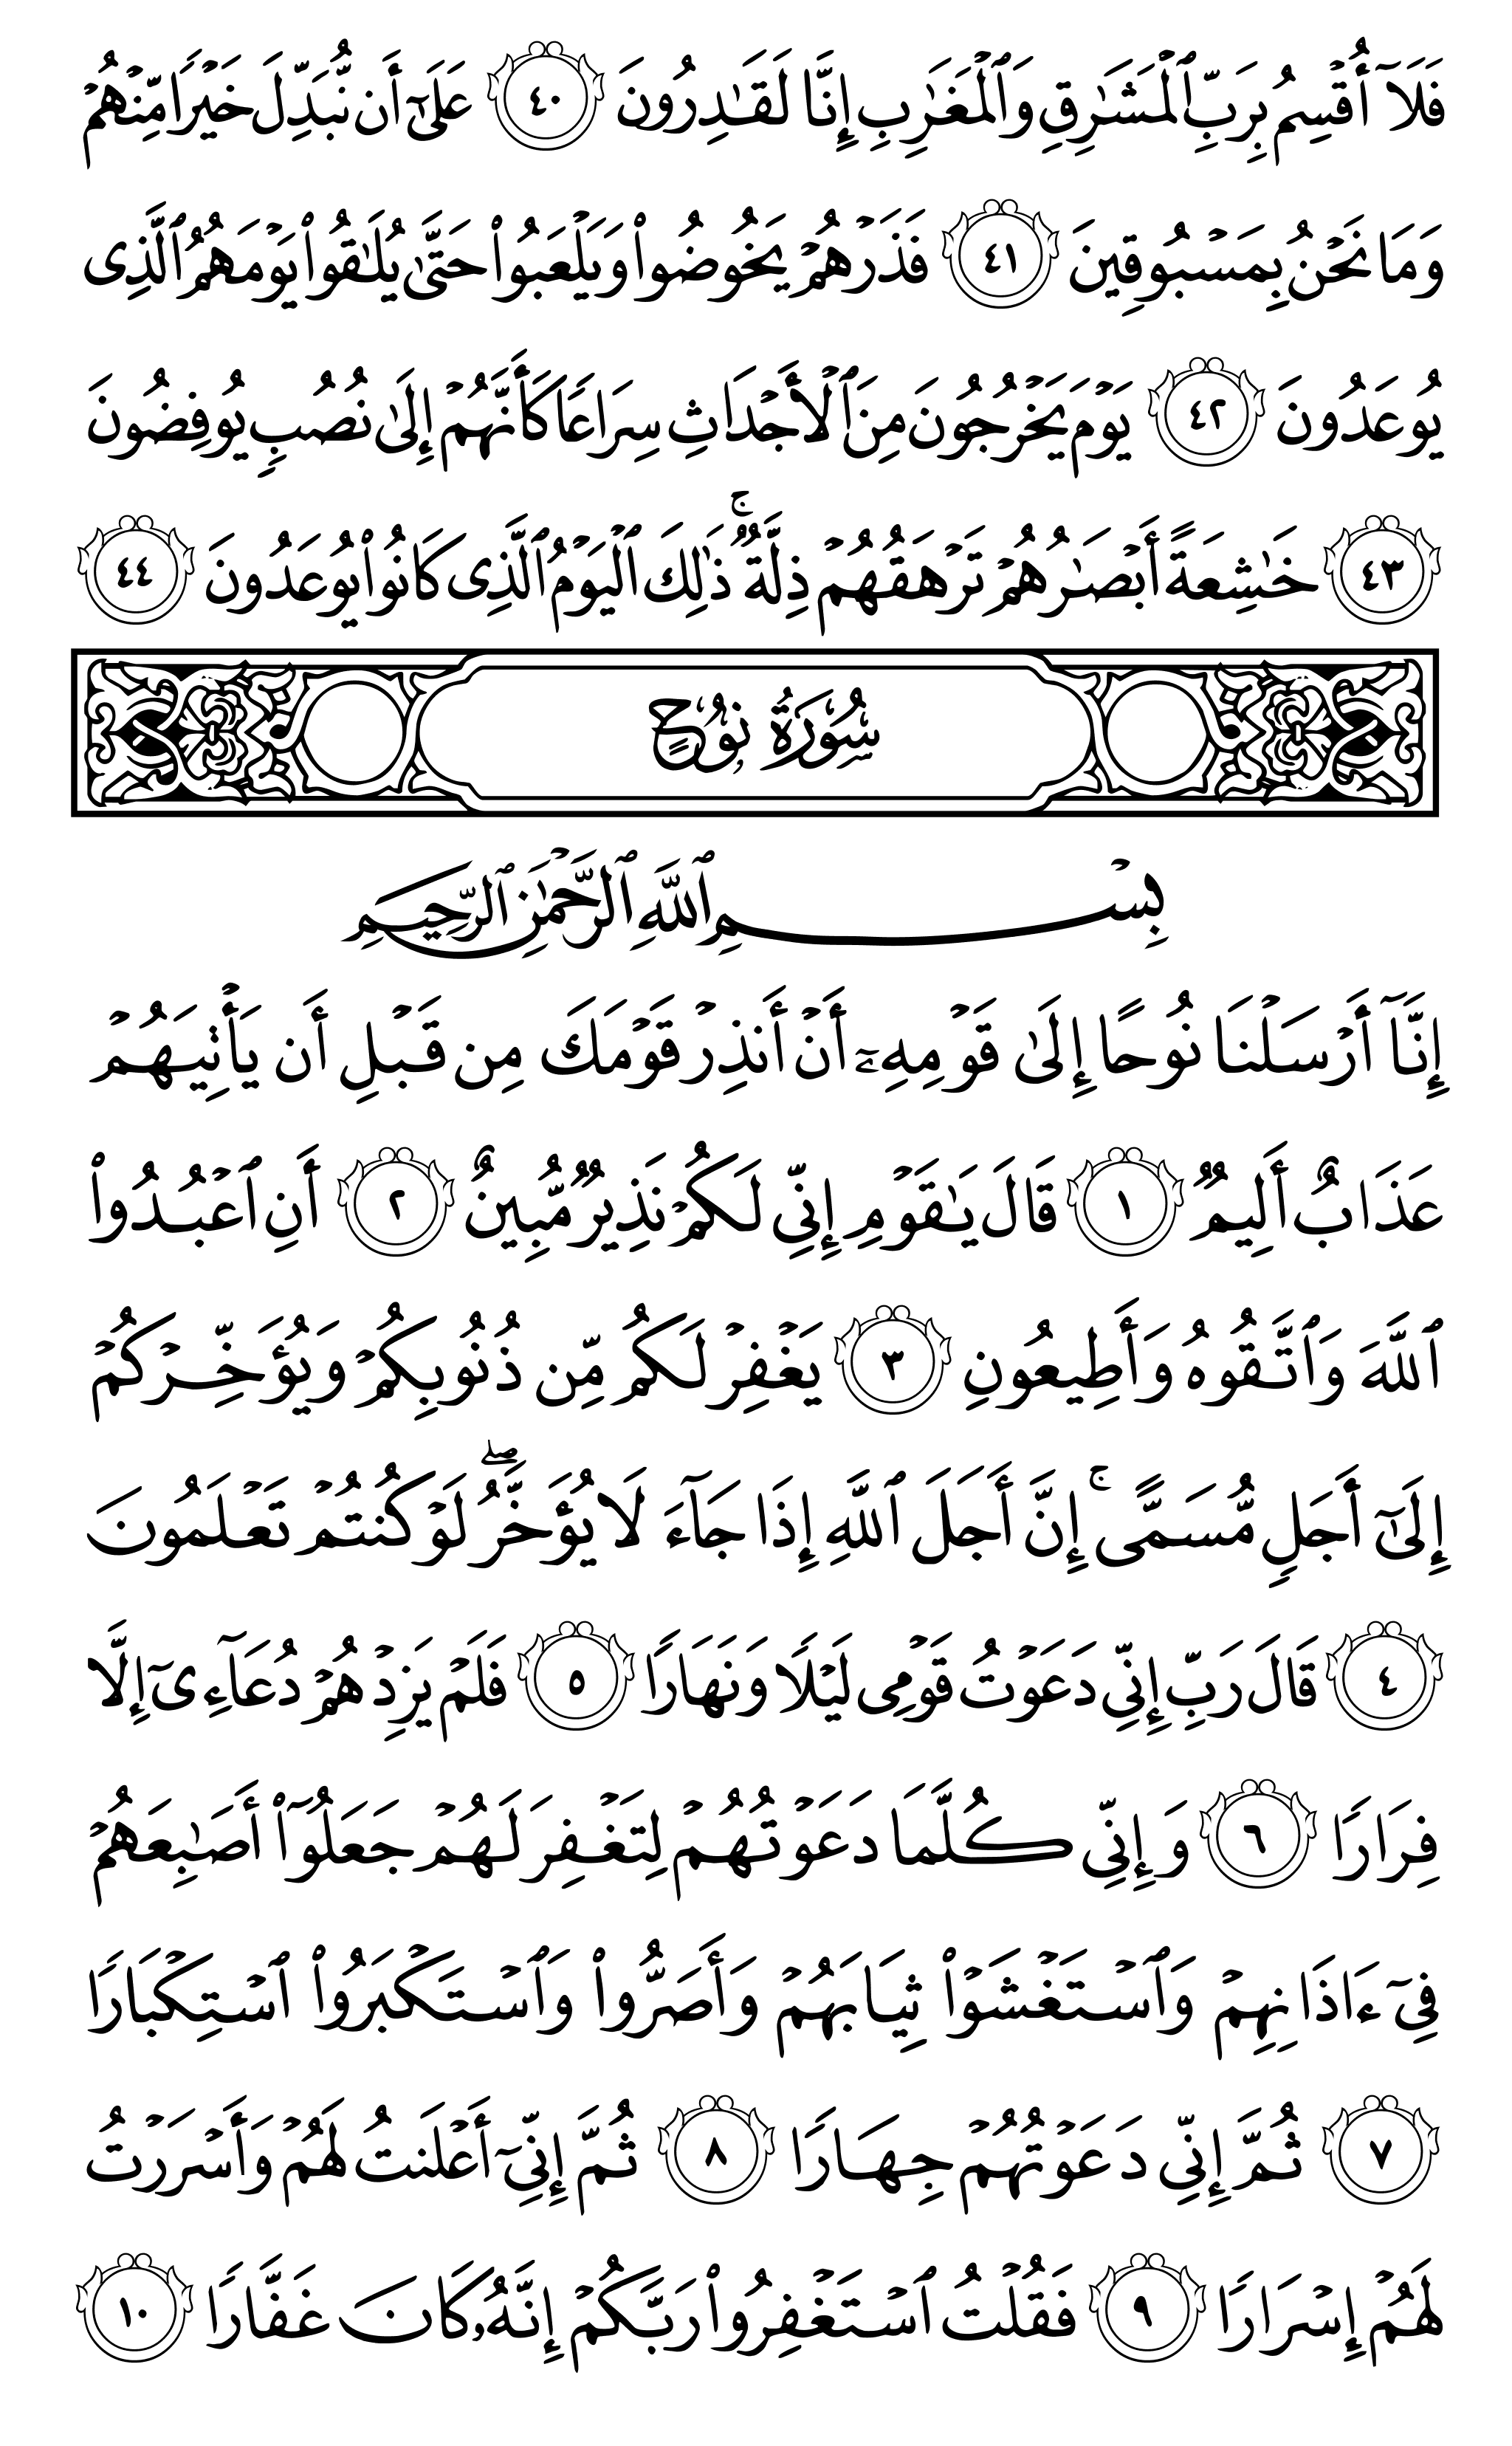 فَلَآ أُقْسِمُ بِرَبِّ ٱلْمَشَٰرِقِ وَٱلْمَغَٰرِبِ إِنَّا لَقَٰدِرُونَ ٤٠ عَلَىٰٓ أَن نُّبَدِّلَ خَيْرًا مِّنْهُمْ
وَمَا نَحْنُ بِمَسْبُوقِينَ ٤١ فَذَرْهُمْ يَخُوضُوا۟ وَيَلْعَبُوا۟ حَتَّىٰ يُلَٰقُوا۟ يَوْمَهُمُ ٱلَّذِى
يُوعَدُونَ ٤٢ يَوْمَ يَخْرُجُونَ مِنَ ٱلْأَجْدَاثِ سِرَاعًا كَأَنَّهُمْ إِلَىٰ نُصُبٍ يُوفِضُونَ
٤٣ خَٰشِعَةً أَبْصَٰرُهُمْ تَرْهَقُهُمْ ذِلَّةٌ ۚ ذَٰلِكَ ٱلْيَوْمُ ٱلَّذِى كَانُوا۟ يُوعَدُونَ ٤٤
سُورَةُ نُوحٍ
بِسْمِ ٱللَّهِ ٱلرَّحْمَٰنِ ٱلرَّحِيمِ
إِنَّآ أَرْسَلْنَا نُوحًا إِلَىٰ قَوْمِهِۦٓ أَنْ أَنذِرْ قَوْمَكَ مِن قَبْلِ أَن يَأْتِيَهُمْ
عَذَابٌ أَلِيمٌ ١ قَالَ يَٰقَوْمِ إِنِّى لَكُمْ نَذِيرٌ مُّبِينٌ ٢ أَنِ ٱعْبُدُوا۟
ٱللَّهَ وَٱتَّقُوهُ وَأَطِيعُونِ ٣ يَغْفِرْ لَكُم مِّن ذُنُوبِكُمْ وَيُؤَخِّرْكُمْ
إِلَىٰٓ أَجَلٍ مُّسَمًّى ۚ إِنَّ أَجَلَ ٱللَّهِ إِذَا جَآءَ لَا يُؤَخَّرُ ۖ لَوْ كُنتُمْ تَعْلَمُونَ
٤ قَالَ رَبِّ إِنِّى دَعَوْتُ قَوْمِى لَيْلًا وَنَهَارًا ٥ فَلَمْ يَزِدْهُمْ دُعَآءِىٓ إِلَّا
فِرَارًا ٦ وَإِنِّى كُلَّمَا دَعَوْتُهُمْ لِتَغْفِرَ لَهُمْ جَعَلُوٓا۟ أَصَٰبِعَهُمْ
فِىٓ ءَاذَانِهِمْ وَٱسْتَغْشَوْا۟ ثِيَابَهُمْ وَأَصَرُّوا۟ وَٱسْتَكْبَرُوا۟ ٱسْتِكْبَارًا
٧ ثُمَّ إِنِّى دَعَوْتُهُمْ جِهَارًا ٨ ثُمَّ إِنِّىٓ أَعْلَنتُ لَهُمْ وَأَسْرَرْتُ
لَهُمْ إِسْرَارًا ٩ فَقُلْتُ ٱسْتَغْفِرُوا۟ رَبَّكُمْ إِنَّهُۥ كَانَ غَفَّارًا ١٠